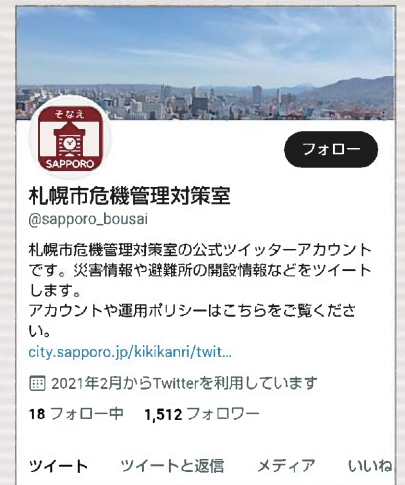 そなえ
SAPPORO
フォロー
札幌市危機管理対策室
@sapporo_bousai
札幌市危機管理対策室の公式ツイッターアカウント
です。災害情報や避難所の開設情報などをツイート
します。
アカウントや運用ポリシーはこちらをご覧くださ
い。
city.sapporo.jp/kikikanri/twit...
2021年2月からTwitterを利用しています
18 フォロー中 1,512 フォロワー
ツイート ツイートと返信 メディア いいね